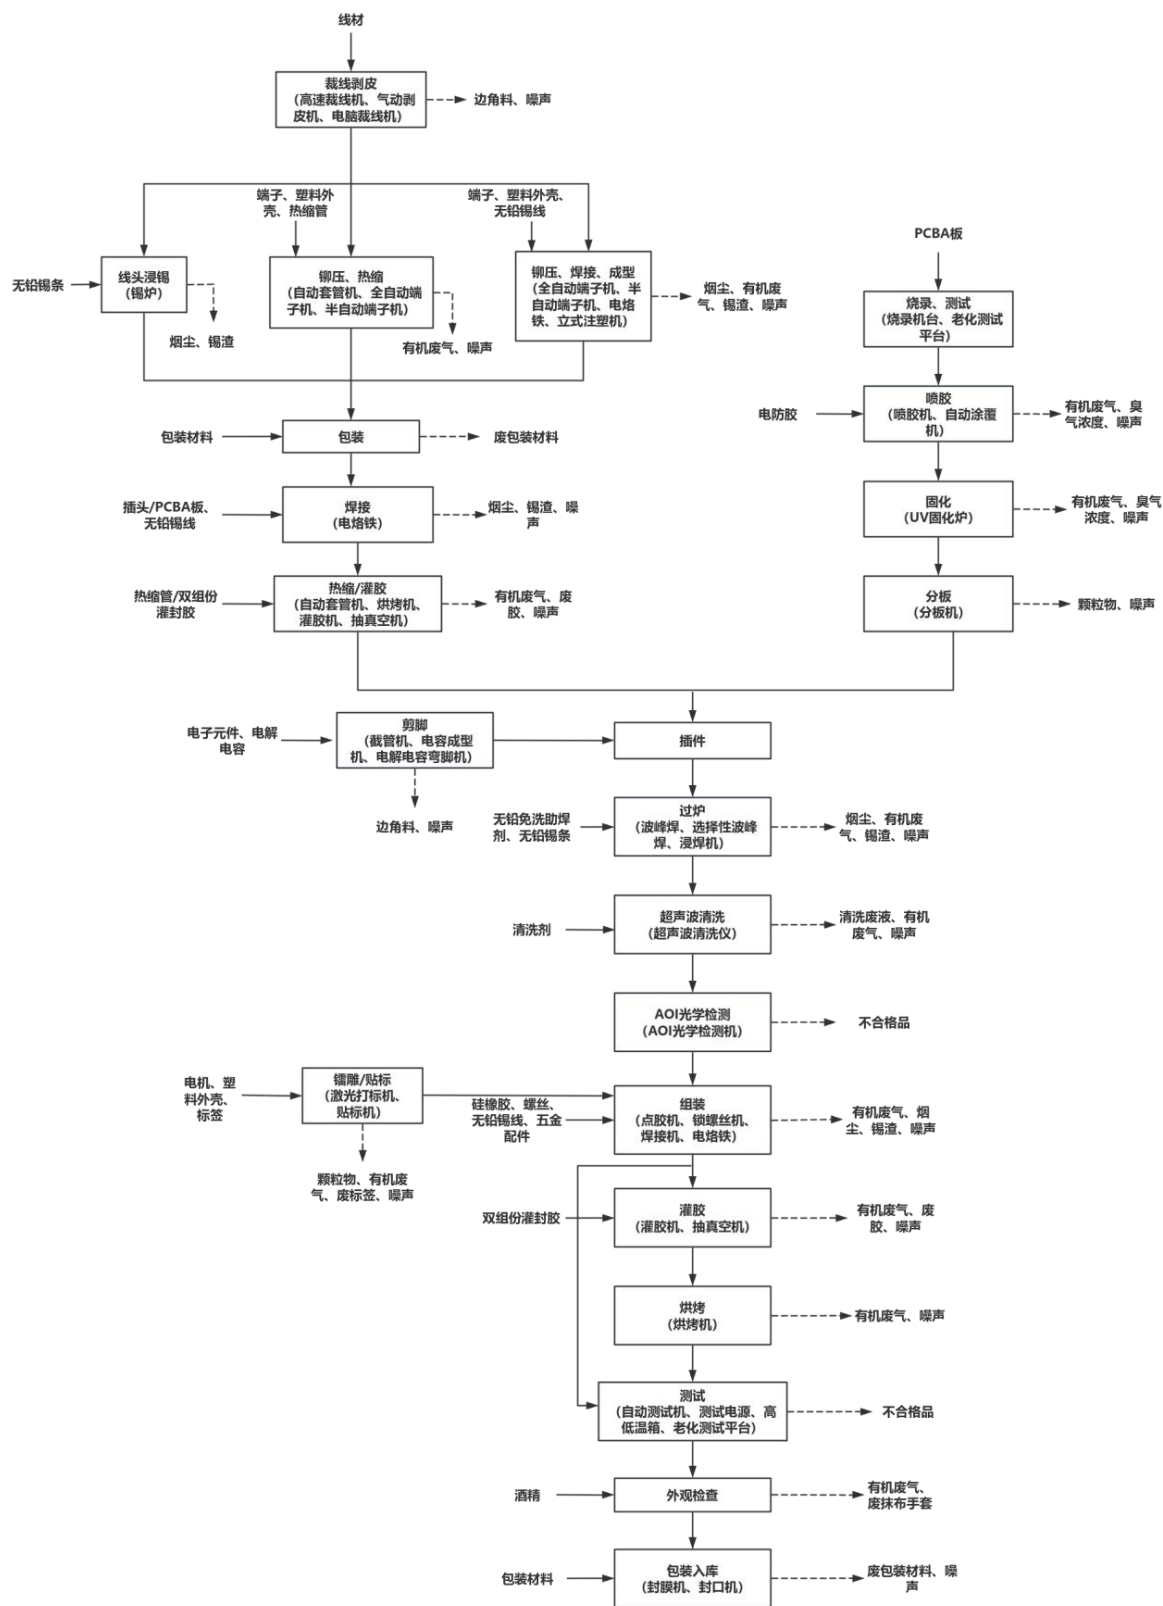 线材
裁线剥皮
（高速裁线机、气动剥
皮机、电脑裁线机）
边角料、噪声
端子、塑料外
壳、热缩管
端子、塑料外壳、
无铅锡线
无铅锡条
线头浸锡
（锡炉）
烟尘、锡渣
铆压、热缩
（自动套管机、全自动端
子机、半自动端子机）
有机废气、噪声
铆压、焊接、成型
（全自动端子机、半
自动端子机、电烙
铁、立式注塑机）
烟尘、有机废
气、锡渣、噪声
包装材料
包装
废包装材料
插头/PCBA板、
无铅锡线
焊接
（电烙铁）
烟尘、锡渣、噪
声
热缩管/双组份
灌封胶
热缩/灌胶
（自动套管机、烘烤机、
灌胶机、抽真空机）
有机废气、废
胶、噪声
PCBA板
烧录、测试
（烧录机台、老化测试
平台）
电防胶
喷胶
（喷胶机、自动涂覆
机）
有机废气、臭
气浓度、噪声
固化
（UV固化炉）
有机废气、臭气
浓度、噪声
分板
（分板机）
颗粒物、噪声
电子元件、电解
电容
剪脚
（截管机、电容成型
机、电解电容弯脚机）
边角料、噪声
插件
无铅免洗助焊
剂、无铅锡条
过炉
（波峰焊、选择性波峰
焊、浸焊机）
烟尘、有机废
气、锡渣、噪声
清洗剂
超声波清洗
（超声波清洗仪）
清洗废液、有机
废气、噪声
AOI光学检测
（AOI光学检测机）
不合格品
电机、塑
料外壳、
标签
镭雕/贴标
（激光打标机、
贴标机）
颗粒物、有机废
气、废标签、噪声
硅橡胶、螺丝、
无铅锡线、五金
配件
组装
（点胶机、锁螺丝机、
焊接机、电烙铁）
有机废气、烟
尘、锡渣、噪声
双组份灌封胶
灌胶
（灌胶机、抽真空机）
有机废气、废
胶、噪声
烘烤
（烘烤机）
有机废气、噪声
测试
（自动测试机、测试电源、高
低温箱、老化测试平台）
不合格品
酒精
外观检查
有机废气、
废抹布手套
包装材料
包装入库
（封膜机、封口机）
废包装材料、噪
声